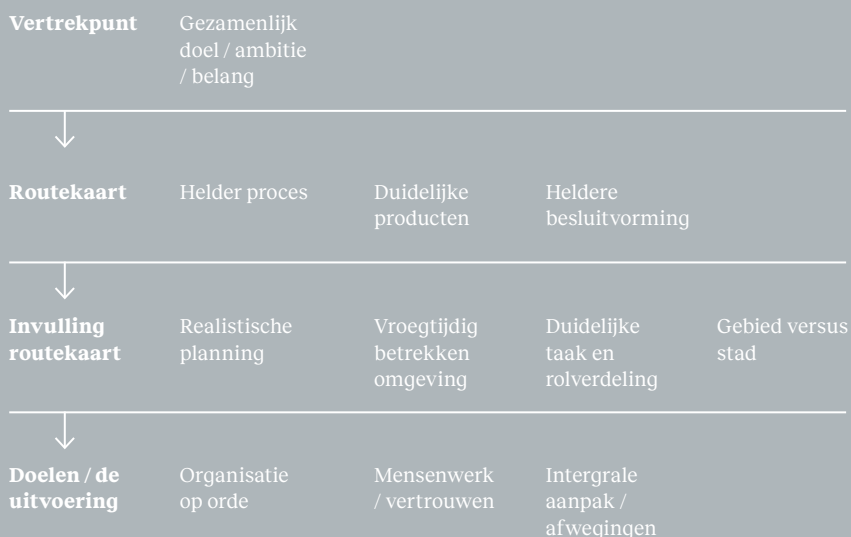 Vertrekpunt
Gezamenlijk
doel / ambitie
/ belang
Routekaart
Helder proces
Duidelijke
producten
Heldere
besluitvorming
Invulling
routekaart
Realistische
planning
Vroegtijdig
betrekken
omgeving
Duidelijke
taak en
rolverdeling
Gebied versus
stad
Doelen / de
uitvoering
Organisatie
op orde
Mensenwerk
/ vertrouwen
Intergrale
aanpak /
afwegingen